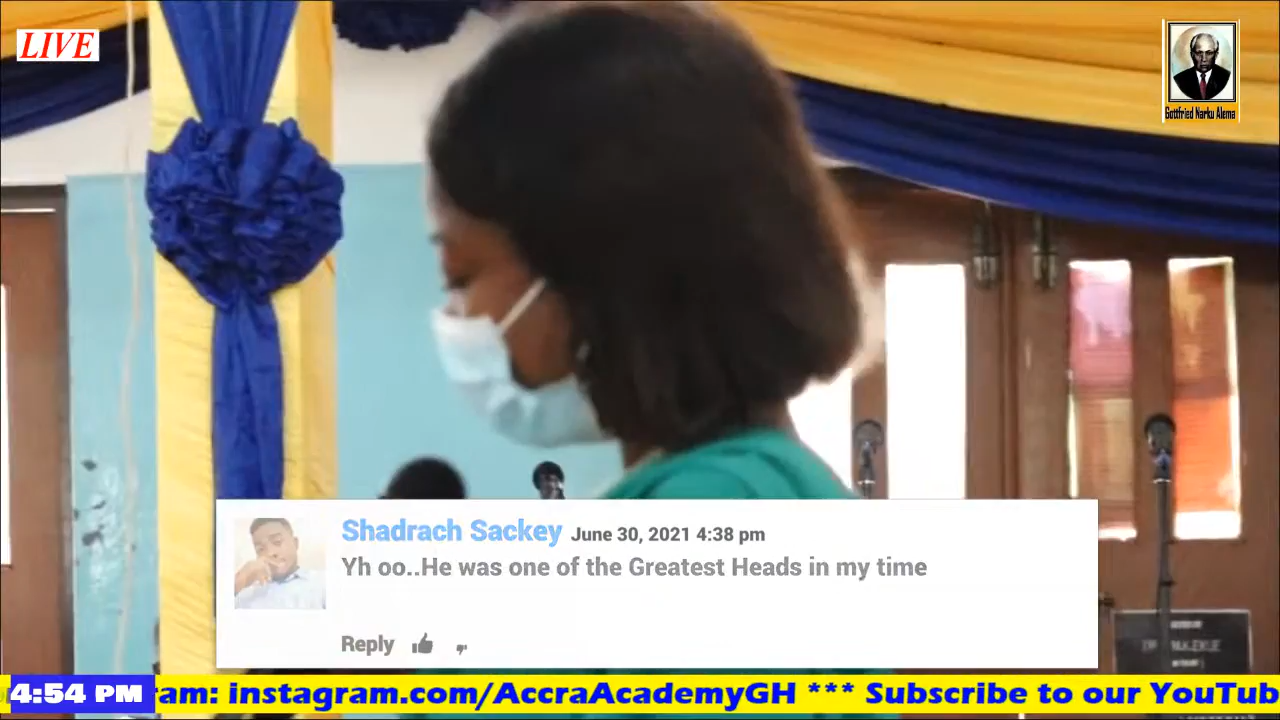 LIVE
Gottfried Narku Alema
Shadrach Sackey June 30, 2021 4:38 pm
Yh oo..He was one of the Greatest Heads in my time
Reply
4:54 PM
am: instagram.com/AccraAcademyGH *** Subscribe to our YouTub